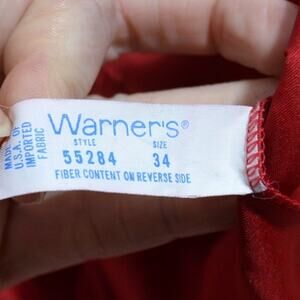 MADE IN
U.S.A. OF
IMPORTED
FABRIC
Warner's®
STYLE SIZE
55284 34
FIBER CONTENT ON REVERSE SIDE